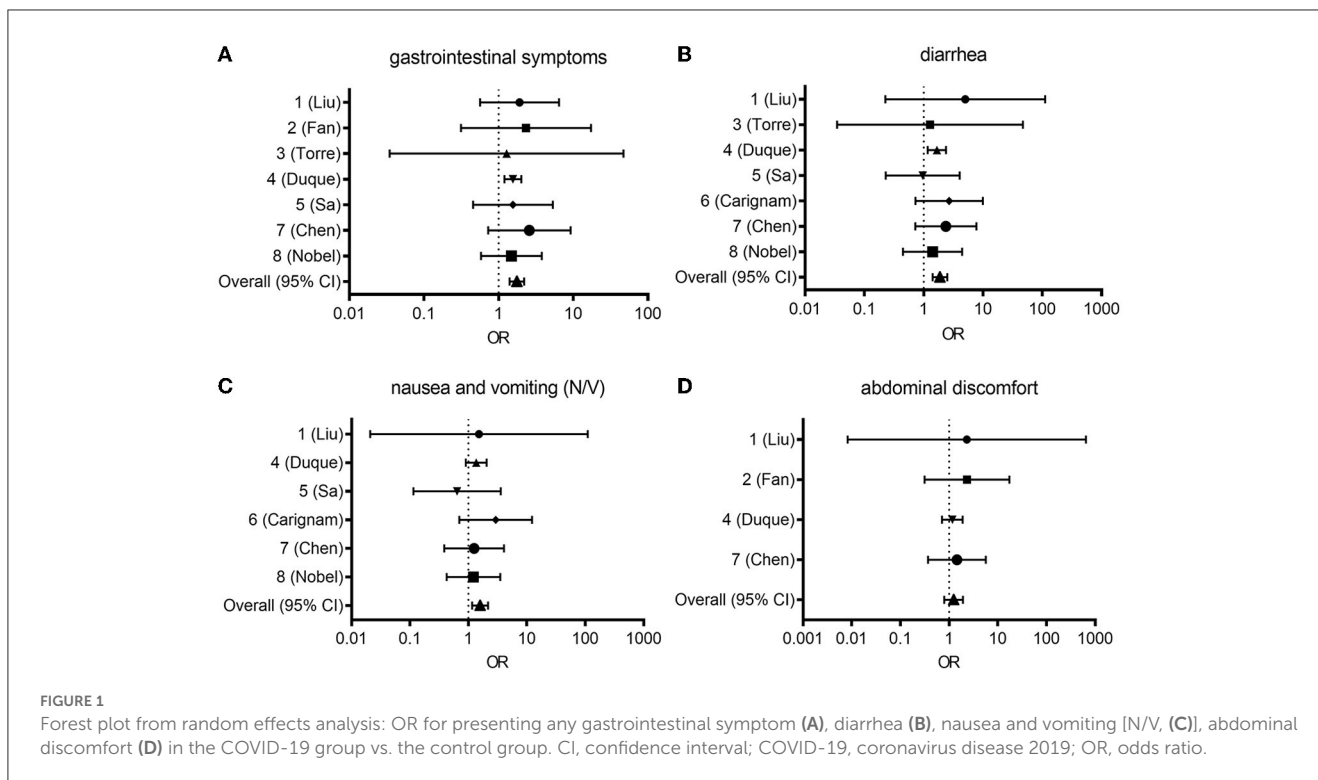 A
gastrointestinal symptoms
1 (Liu)
2 (Fan)
3 (Torre)
4 (Duque)
5 (Sa)
7 (Chen)
8 (Nobel)
Overall (95% CI)
0.01 0.1 1 10 100
OR
B
diarrhea
1 (Liu)
3 (Torre)
4 (Duque)
5 (Sa)
6 (Carignam)
7 (Chen)
8 (Nobel)
Overall (95% CI)
0.01 0.1 1 10 100 1000
OR
C
nausea and vomiting (N/V)
1 (Liu)
4 (Duque)
5 (Sa)
6 (Carignam)
7 (Chen)
8 (Nobel)
Overall (95% CI)
0.01 0.1 1 10 100 1000
OR
D
abdominal discomfort
1 (Liu)
2 (Fan)
4 (Duque)
7 (Chen)
Overall (95% CI)
0.001 0.01 0.1 1 10 100 1000
OR
FIGURE 1
Forest plot from random effects analysis: OR for presenting any gastrointestinal symptom (A), diarrhea (B), nausea and vomiting [N/V, (C)], abdominal
discomfort (D) in the COVID-19 group vs. the control group. CI, confidence interval; COVID-19, coronavirus disease 2019; OR, odds ratio.